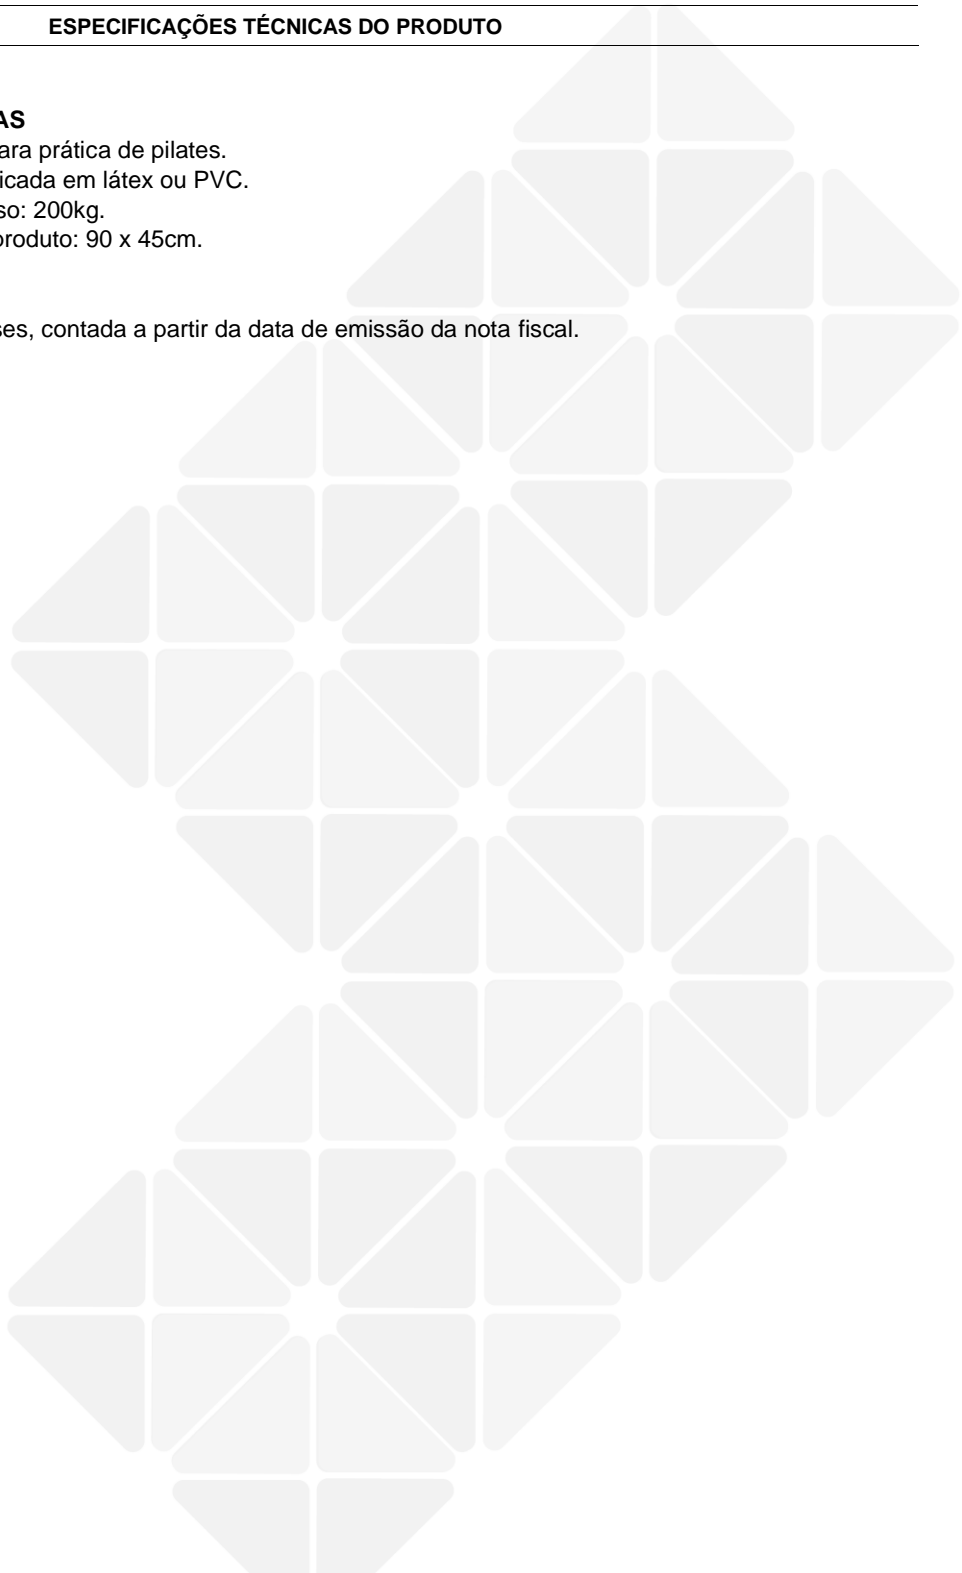 ESPECIFICAÇÕES TÉCNICAS DO PRODUTO
AS
ara prática de pilates.
icada em látex ou PVC.
so: 200kg.
produto: 90 x 45cm.
ses, contada a partir da data de emissão da nota fiscal.